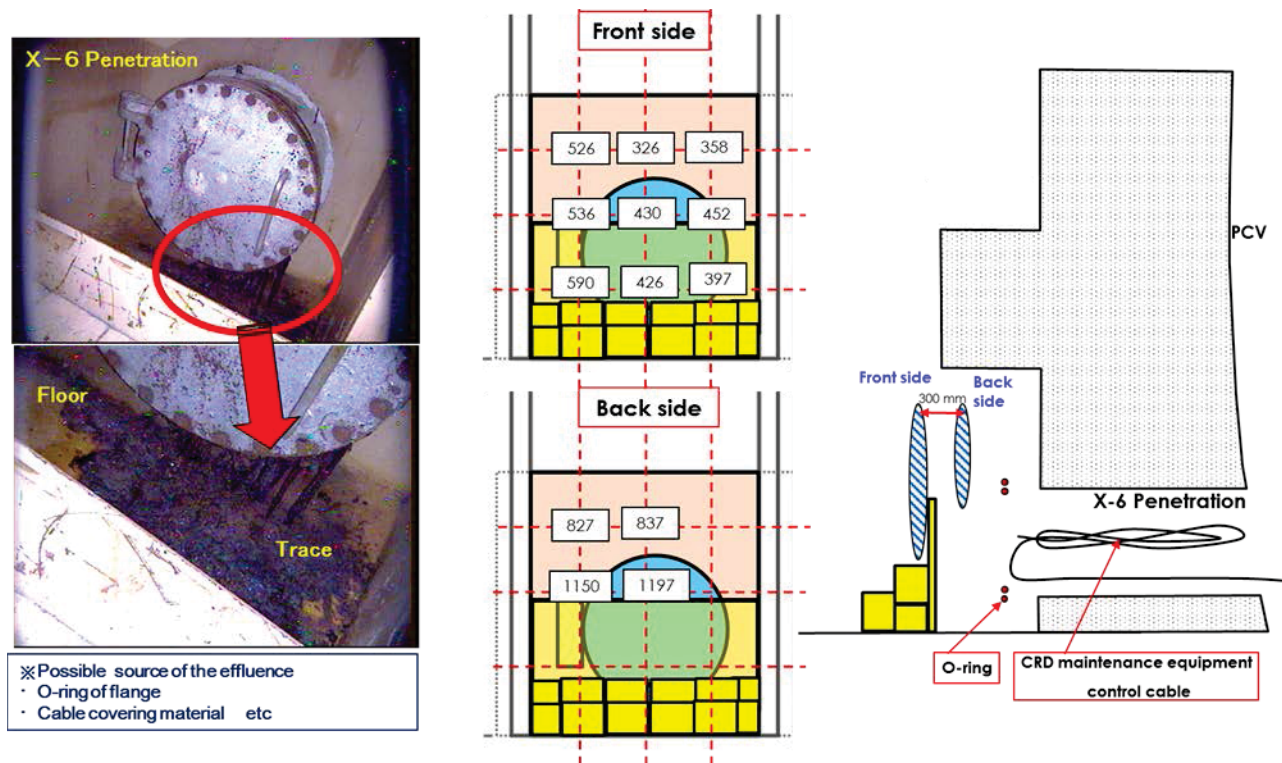 X-6 Penetration
Floor
Trace
※Possible source of the effluence
· O-ring of flange
· Cable covering material etc
Front side
526 326 358
536 430 452
590 426 397
Back side
827 837
1150 1197
PCV
Front side
Back side
300 mm
X-6 Penetration
O-ring
CRD maintenance equipment
control cable